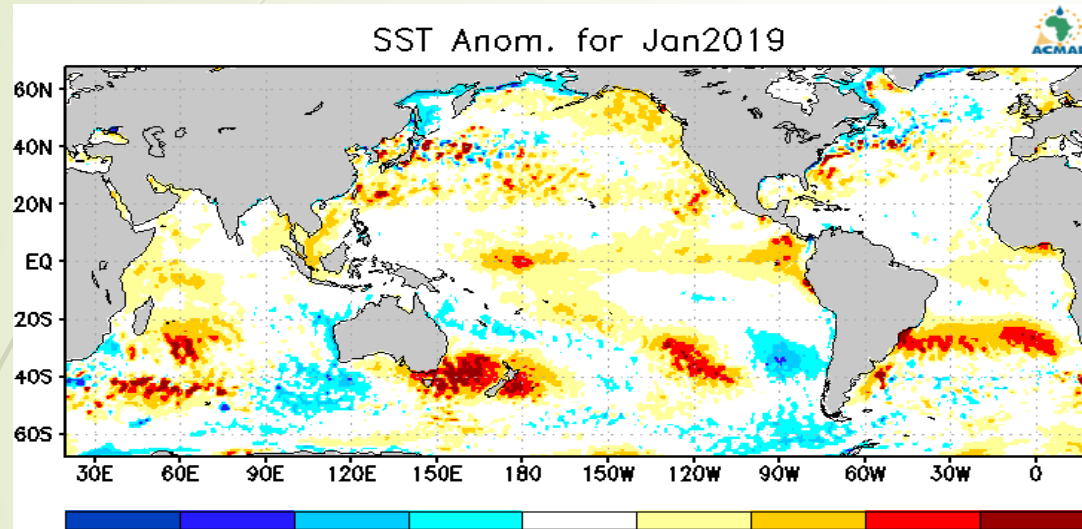 SST Anom. for Jan2019
ACMAD
60N
40N
20N
EQ
20S
40S
60S
30E 60E 90E 120E 150E 180 150W 120W 90W 60W 30W 0